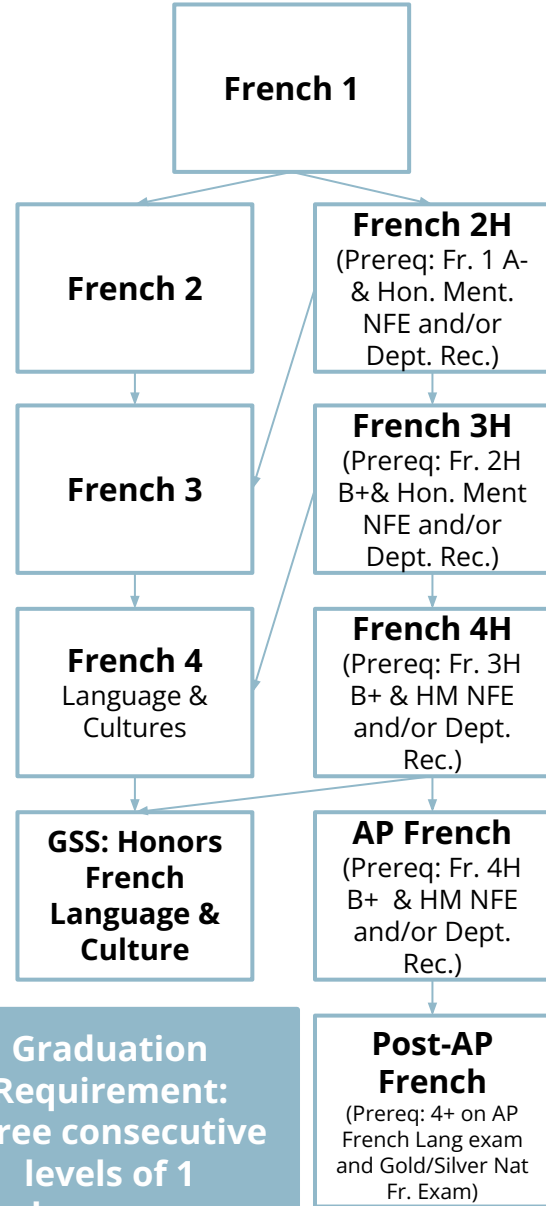 French 1
French 2
French 2H
(Prereq: Fr. 1 A-
& Hon. Ment.
NFE and/or
Dept. Rec.)
French 3
French 3H
(Prereq: Fr. 2H
B+& Hon. Ment
NFE and/or
Dept. Rec.)
French 4
Language &
Cultures
French 4H
(Prereq: Fr. 3H
B+ & HM NFE
and/or Dept.
Rec.)
GSS: Honors
French
Language &
Culture
AP French
(Prereq: Fr. 4H
B+ & HM NFE
and/or Dept.
Rec.)
Graduation
Requirement:
consecutive
levels of 1
Post-AP
French
(Prereq: 4+ on AP
French Lang exam
and Gold/Silver Nat
Fr. Exam)